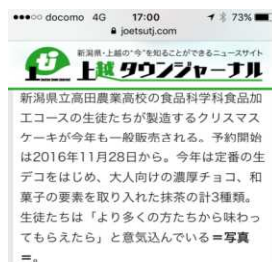 docomo 4G 17:00 73%
joetsutj.com
新潟県・上越の"今"を知ることができるニュースサイト
上越タウンジャーナル
新潟県立高田農業高校の食品科学科食品加
工コースの生徒たちが製造するクリスマス
ケーキが今年も一般販売される。予約開始
は2016年11月28日から。今年は定番の生
デコをはじめ、大人向けの濃厚チョコ、和
菓子の要素を取り入れた抹茶の計3種類。
生徒たちは「より多くの方たちから味わっ
てもらえたら」と意気込んでいる＝写真
＝。